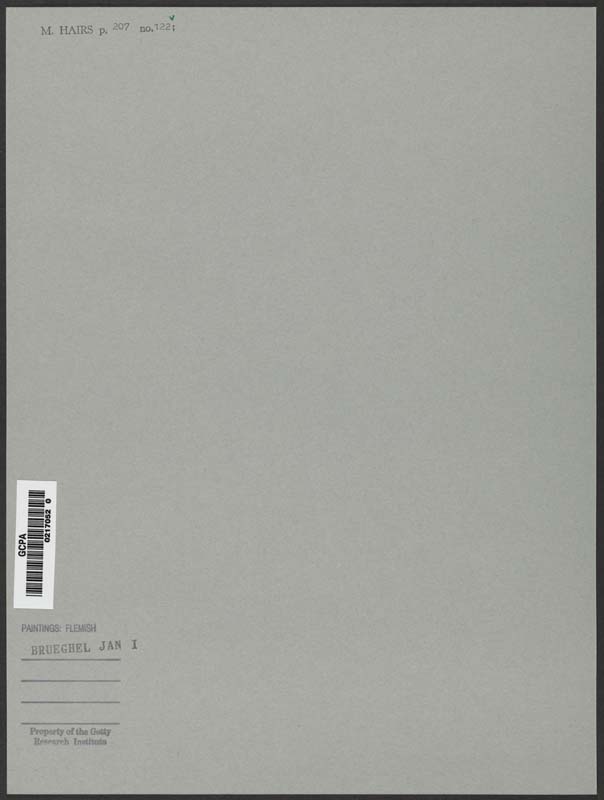 M. HAIRS p. 207 no. 122;
GCPA
0217052 0
PAINTINGS: FLEMISH
BRUEGHEL JAN I
Property of the Getty
Research Institute